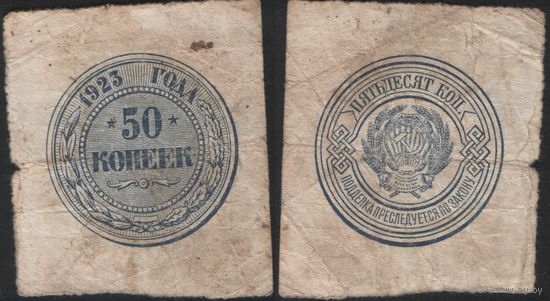 1923 ГОДА
50
КОПЕЕК
ПЯТЬДЕСЯТ КОП.
ПОДДЕЛКА ПРЕСЛЕДУЕТСЯ ПО ЗАКОНУ